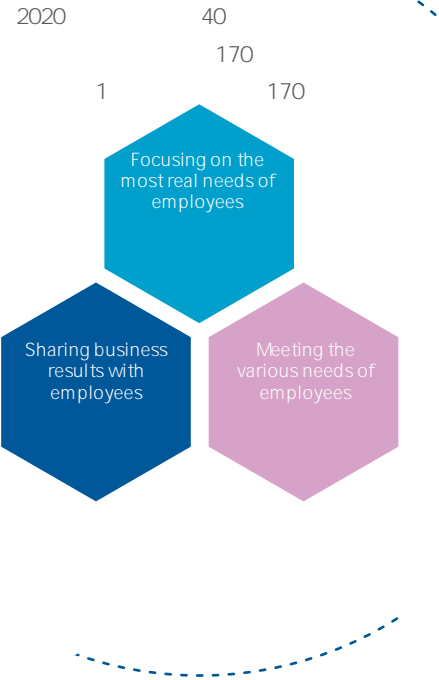 2020 40
170
1 170
Focusing on the
most real needs of
employees
Sharing business
results with
employees
Meeting the
various needs of
employees